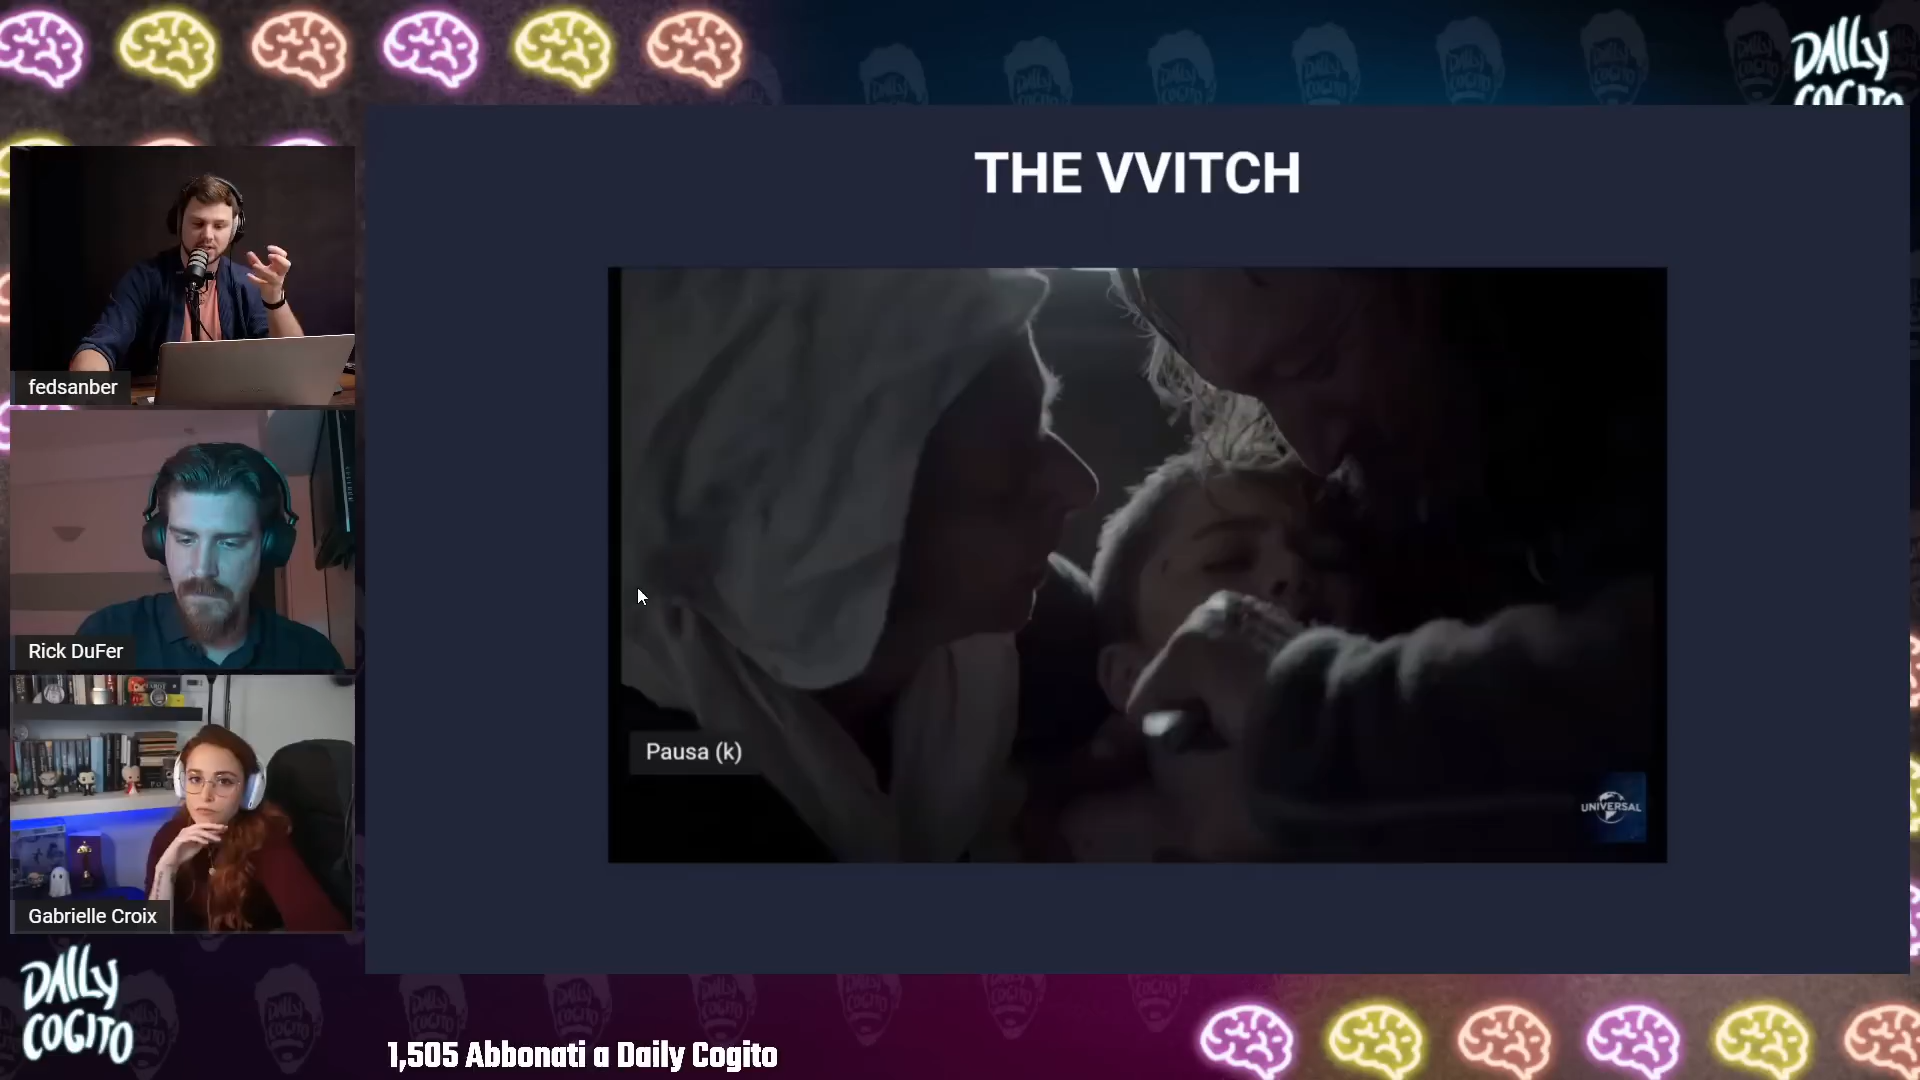 DAILY
COGITO
THE VVITCH
fedsanber
Rick DuFer
Gabrielle Croix
Pausa (k)
UNIVERSAL
DAILY
COGITO
1,505 Abbonati a Daily Cogito